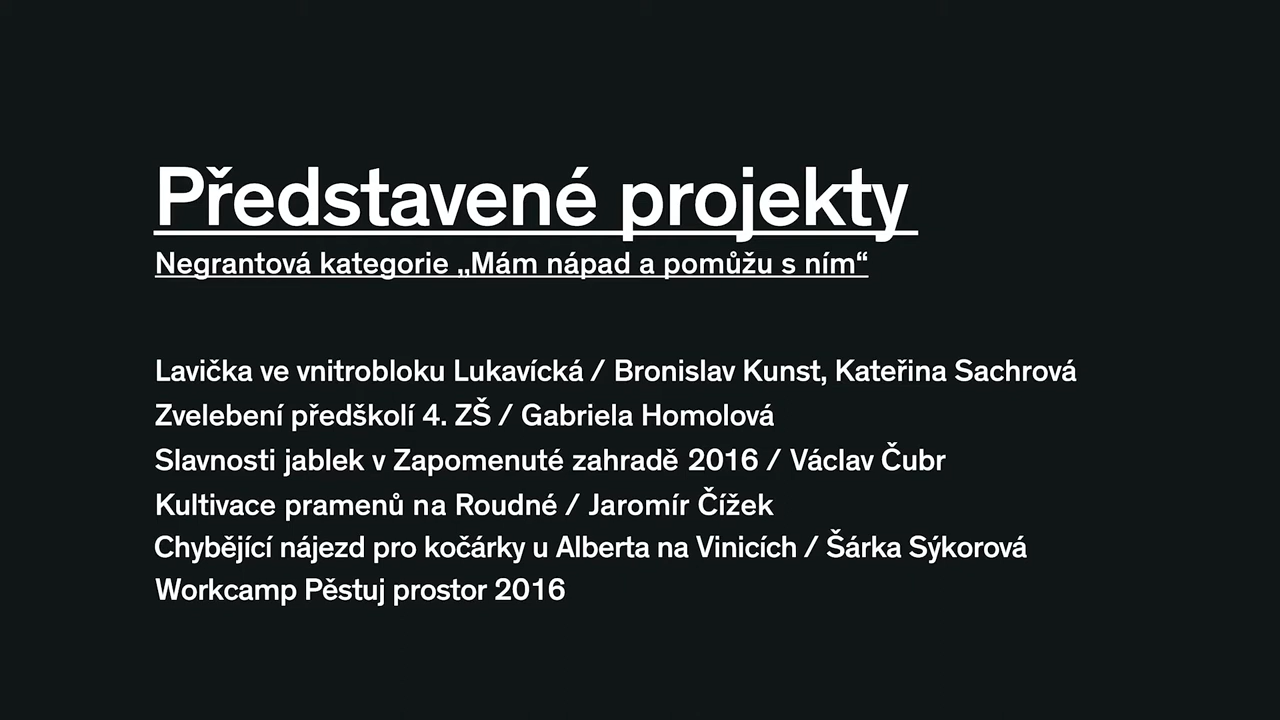 Představené projekty
Negrantová kategorie „Mám nápad a pomůžu s ním“
Lavička ve vnitrobloku Lukavícká / Bronislav Kunst, Kateřina Sachrová
Zvelebení předškolí 4. ZŠ / Gabriela Homolová
Slavnosti jablek v Zapomenuté zahradě 2016 / Václav Čubr
Kultivace pramenů na Roudné / Jaromír Čížek
Chybějící nájezd pro kočárky u Alberta na Vinicích / Šárka Sýkorová
Workcamp Pěstuj prostor 2016